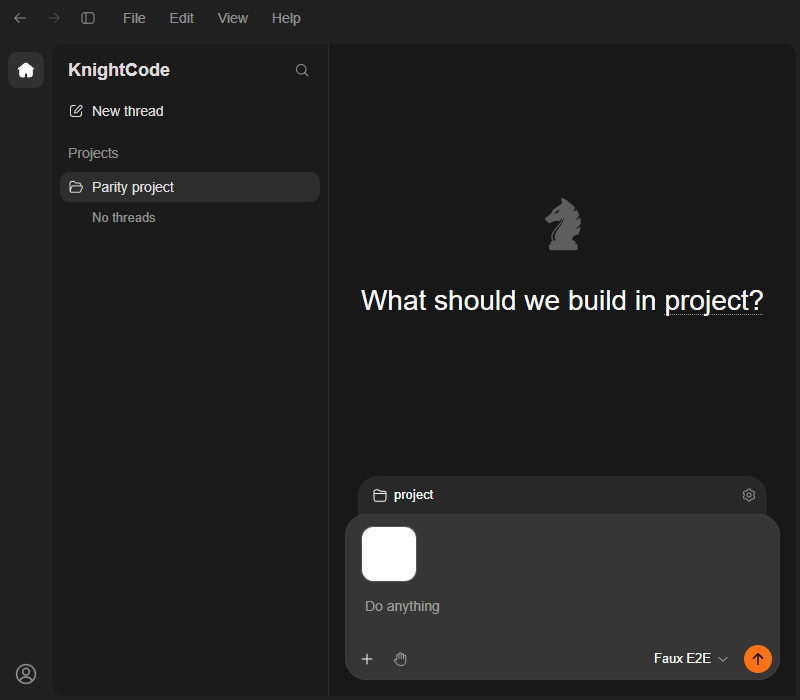 File Edit View Help
KnightCode
New thread
Projects
Parity project
No threads
What should we build in project?
project
Do anything
Faux E2E